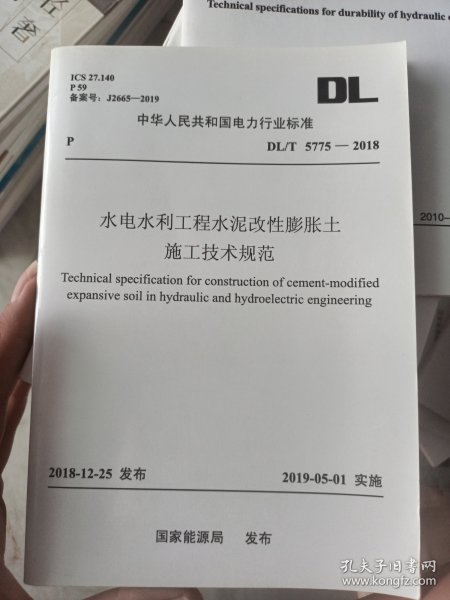 Technical specifications for durability of hydraulic
ICS 27.140
P 59
备案号：J2665—2019
DL
中华人民共和国电力行业标准
P
DL/T 5775 — 2018
2010-
水电水利工程水泥改性膨胀土
施工技术规范
Technical specification for construction of cement-modified
expansive soil in hydraulic and hydroelectric engineering
2018-12-25 发布
2019-05-01 实施
国家能源局 发布
孔夫子旧书网
www.kongfz.com